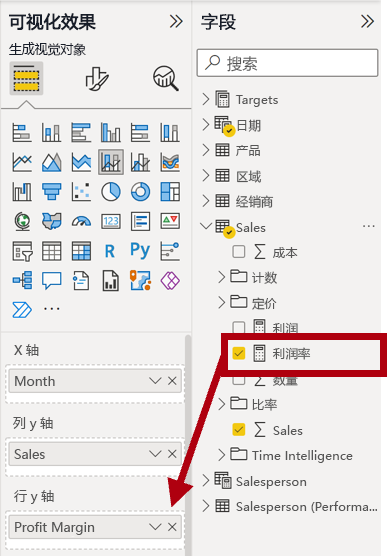 可视化效果
生成视觉对象
123
R
Py
X 轴
Month
列 y 轴
Sales
行 y 轴
Profit Margin
字段
搜索
Targets
日期
产品
区域
经销商
Sales
成本
计数
定价
利润
利润率
数量
比率
Sales
Time Intelligence
Salesperson
Salesperson (Performa...